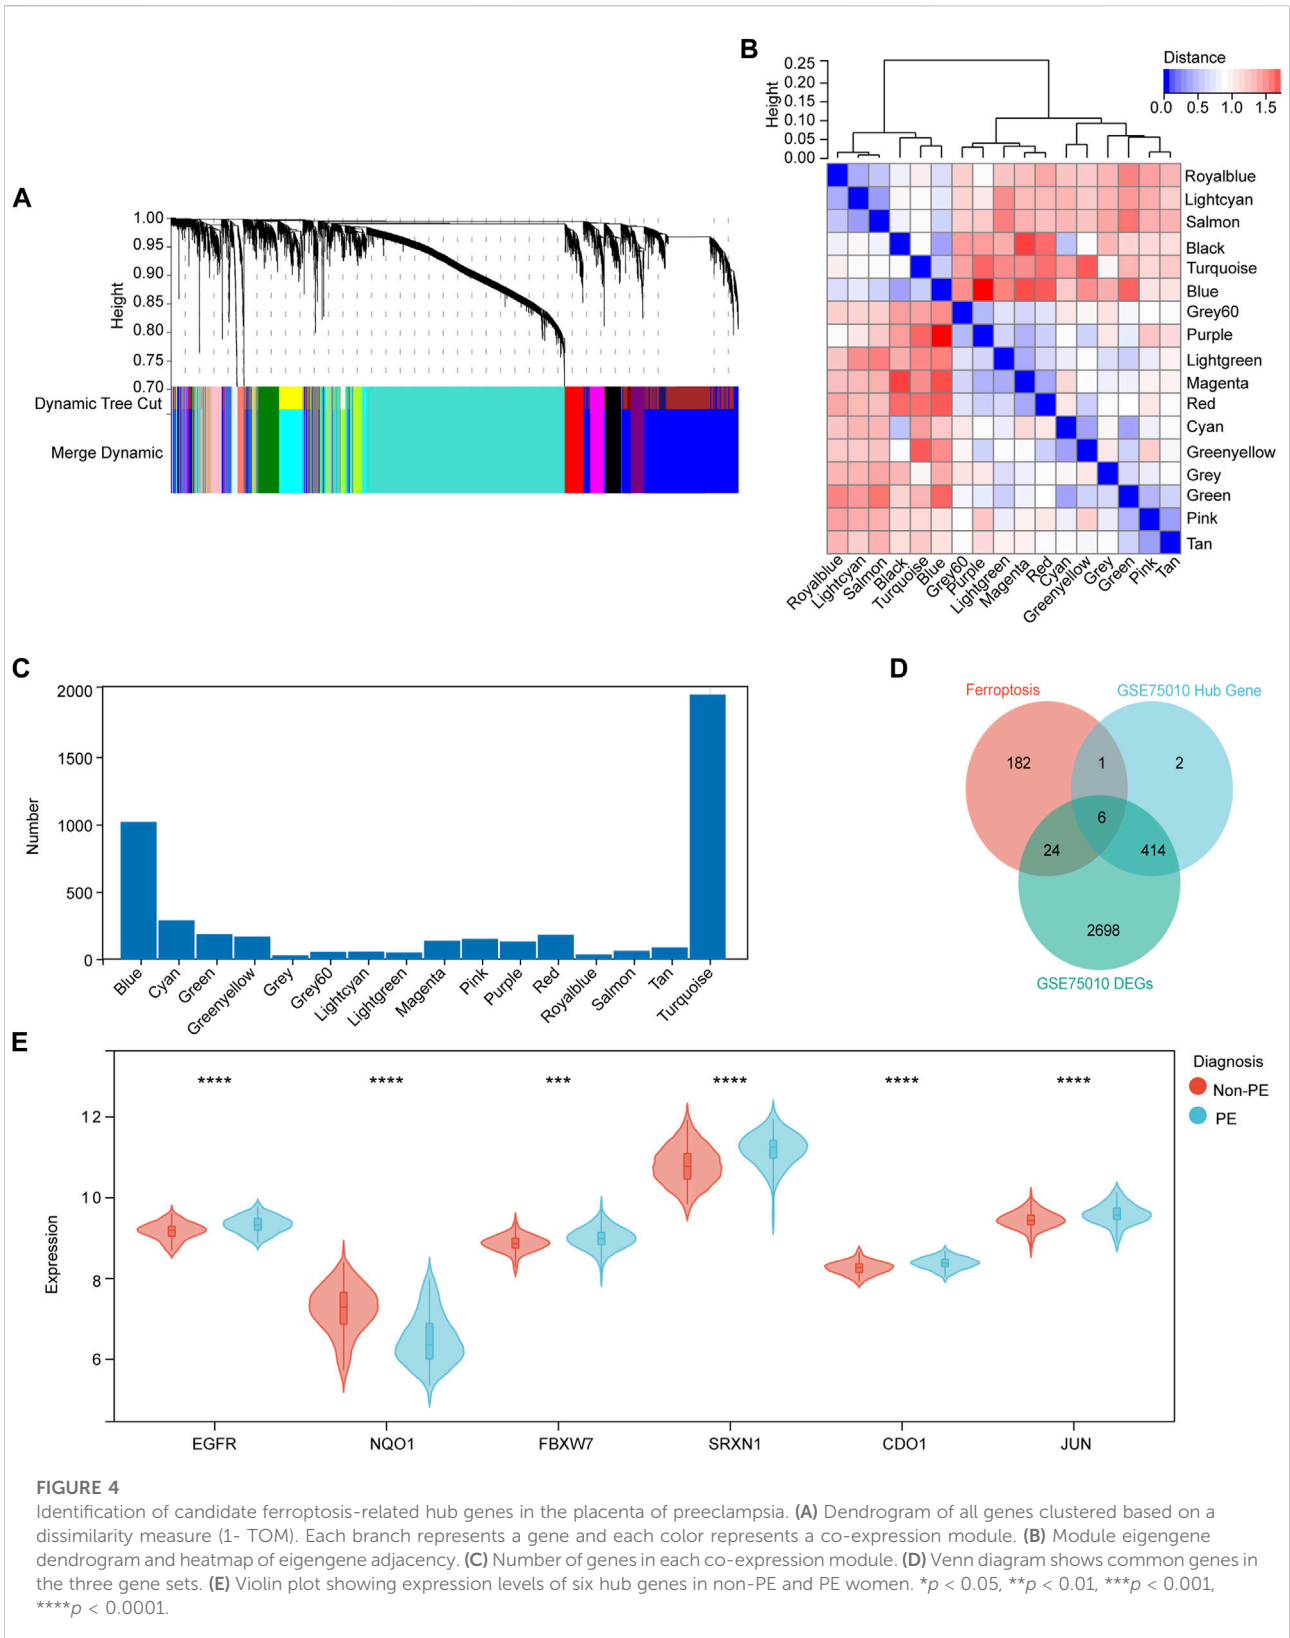 A
1.00
0.95
0.90
0.85
0.80
0.75
0.70
Height
Dynamic Tree Cut
Merge Dynamic
B
0.25
0.20
0.15
0.10
0.05
0.00
Height
Distance
0.0 0.5 1.0 1.5
Royalblue
Lightcyan
Salmon
Black
Turquoise
Blue
Grey60
Purple
Lightgreen
Magenta
Red
Cyan
Greenyellow
Grey
Green
Pink
Tan
Royalblue
Lightcyan
Salmon
Black
Turquoise
Blue
Grey60
Purple
Lightgreen
Magenta
Red
Cyan
Greenyellow
Grey
Green
Pink
Tan
C
2000
1500
1000
500
0
Number
Blue
Cyan
Green
Greenyellow
Grey
Grey60
Lightcyan
Lightgreen
Magenta
Pink
Purple
Red
Royalblue
Salmon
Tan
Turquoise
D
Ferroptosis
GSE75010 Hub Gene
182
1
2
6
24
414
2698
GSE75010 DEGs
E
**** **** *** **** **** ****
12
10
8
6
Expression
EGFR NQO1 FBXW7 SRXN1 CDO1 JUN
Diagnosis
Non-PE
PE
FIGURE 4
Identification of candidate ferroptosis-related hub genes in the placenta of preeclampsia. (A) Dendrogram of all genes clustered based on a
dissimilarity measure (1- TOM). Each branch represents a gene and each color represents a co-expression module. (B) Module eigengene
dendrogram and heatmap of eigengene adjacency. (C) Number of genes in each co-expression module. (D) Venn diagram shows common genes in
the three gene sets. (E) Violin plot showing expression levels of six hub genes in non-PE and PE women. *p < 0.05, **p < 0.01, ***p < 0.001,
****p < 0.0001.